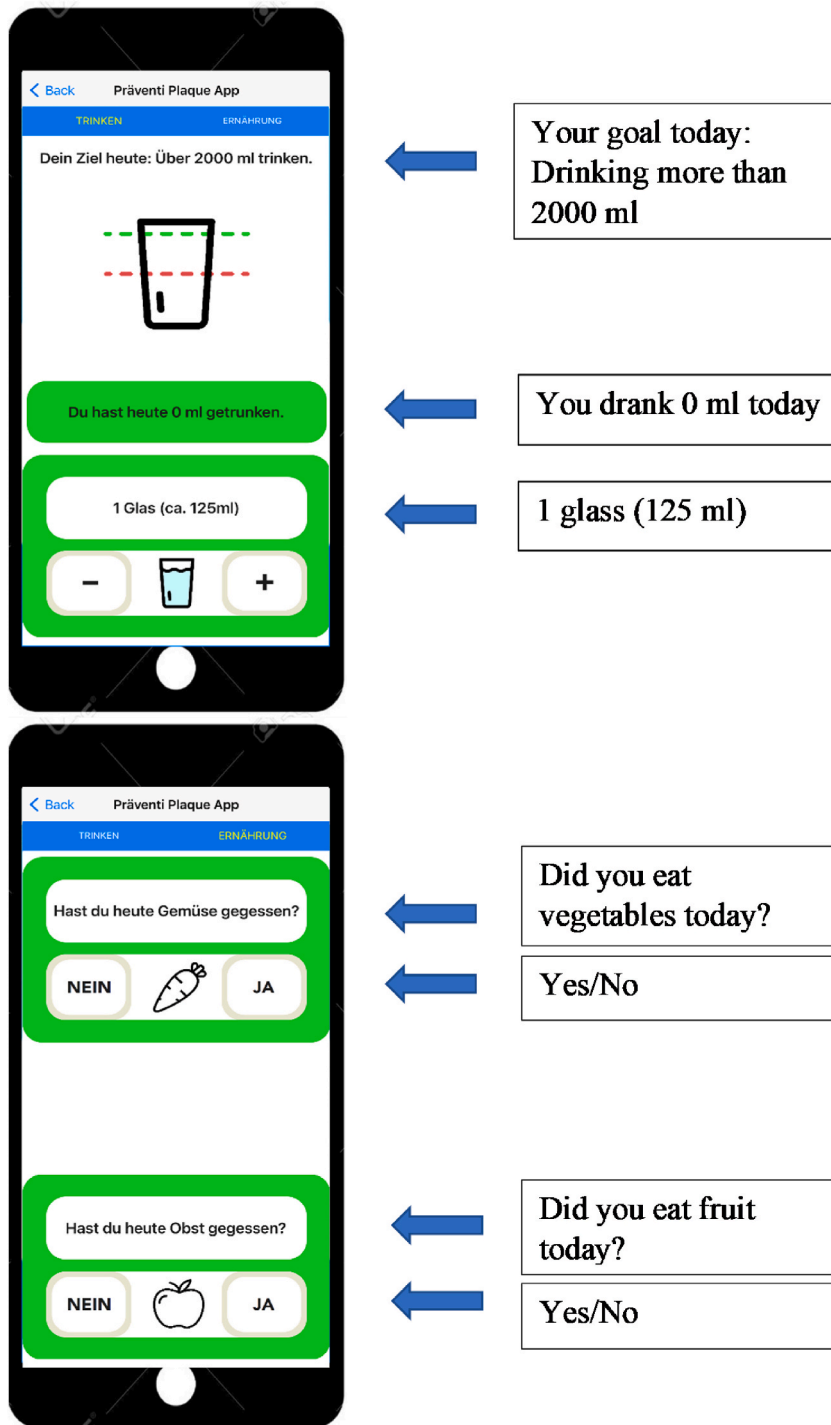 Back Präventi Plaque App
TRINKEN ERNÄHRUNG
Dein Ziel heute: Über 2000 ml trinken.
Your goal today:
Drinking more than
2000 ml
Du hast heute 0 ml getrunken.
You drank 0 ml today
1 Glas (ca. 125ml)
1 glass (125 ml)
− +
Back Präventi Plaque App
TRINKEN ERNÄHRUNG
Hast du heute Gemüse gegessen?
Did you eat
vegetables today?
NEIN JA
Yes/No
Hast du heute Obst gegessen?
Did you eat fruit
today?
NEIN JA
Yes/No